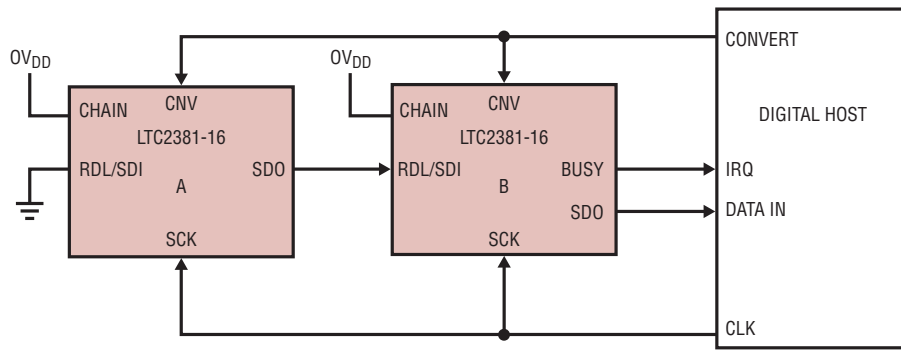 CONVERT
OVDD
OVDD
CHAIN
CNV
LTC2381-16
RDL/SDI
SDO
A
SCK
CHAIN
CNV
LTC2381-16
RDL/SDI
BUSY
B
SDO
SCK
DIGITAL HOST
IRQ
DATA IN
CLK